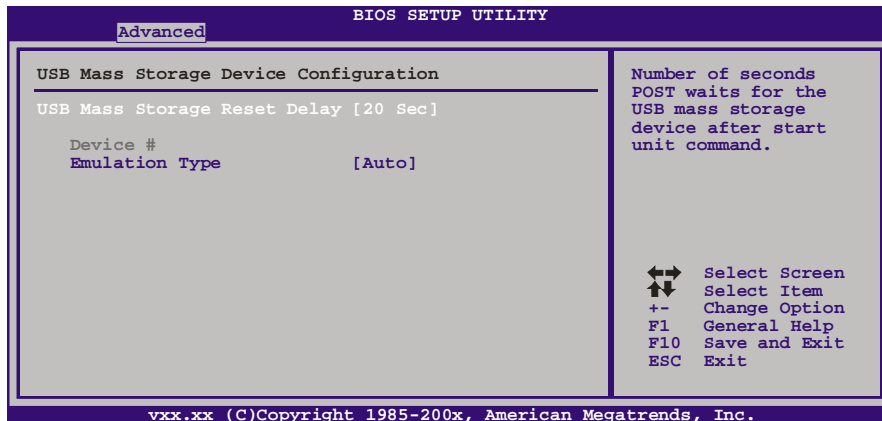 BIOS SETUP UTILITY
Advanced
USB Mass Storage Device Configuration
USB Mass Storage Reset Delay [20 Sec]
Device #
Emulation Type [Auto]
Number of seconds
POST waits for the
USB mass storage
device after start
unit command.
Select Screen
Select Item
+- Change Option
F1 General Help
F10 Save and Exit
ESC Exit
vxx.xx (C)Copyright 1985-200x, American Megatrends, Inc.